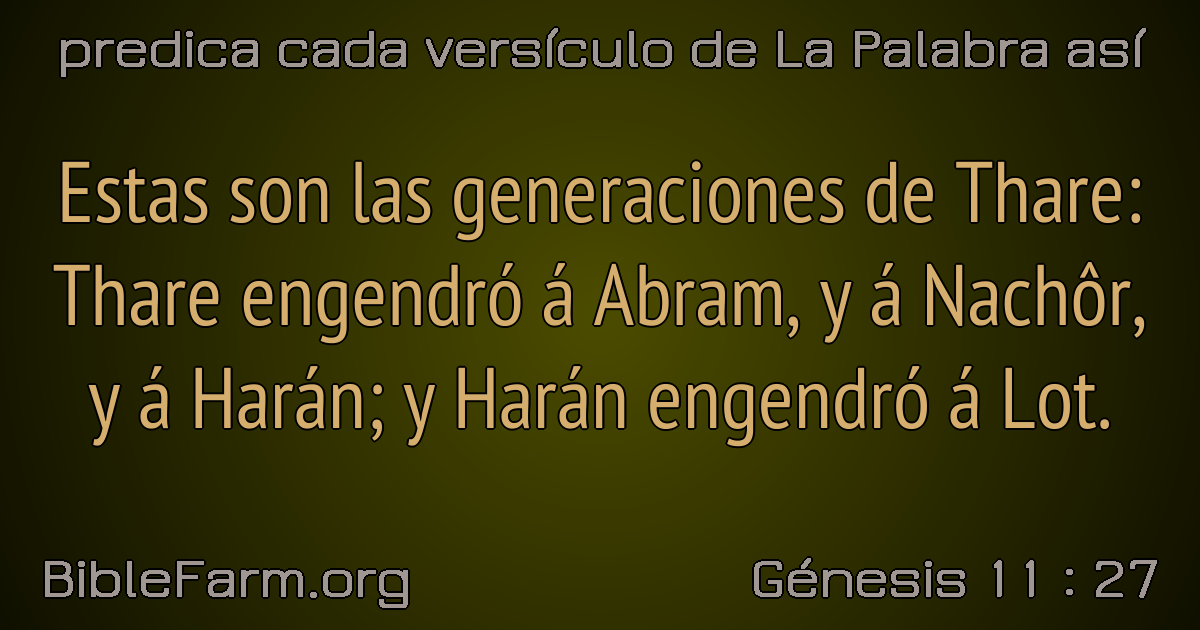 predica cada versículo de La Palabra así
Estas son las generaciones de Thare:
Thare engendró á Abram, y á Nachôr,
y á Harán; y Harán engendró á Lot.
BibleFarm.org
Génesis 11 : 27